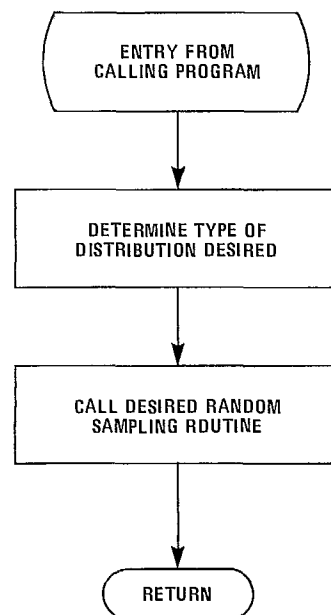 ENTRY FROM
CALLING PROGRAM
DETERMINE TYPE OF
DISTRIBUTION DESIRED
CALL DESIRED RANDOM
SAMPLING RDUTINE
RETURN